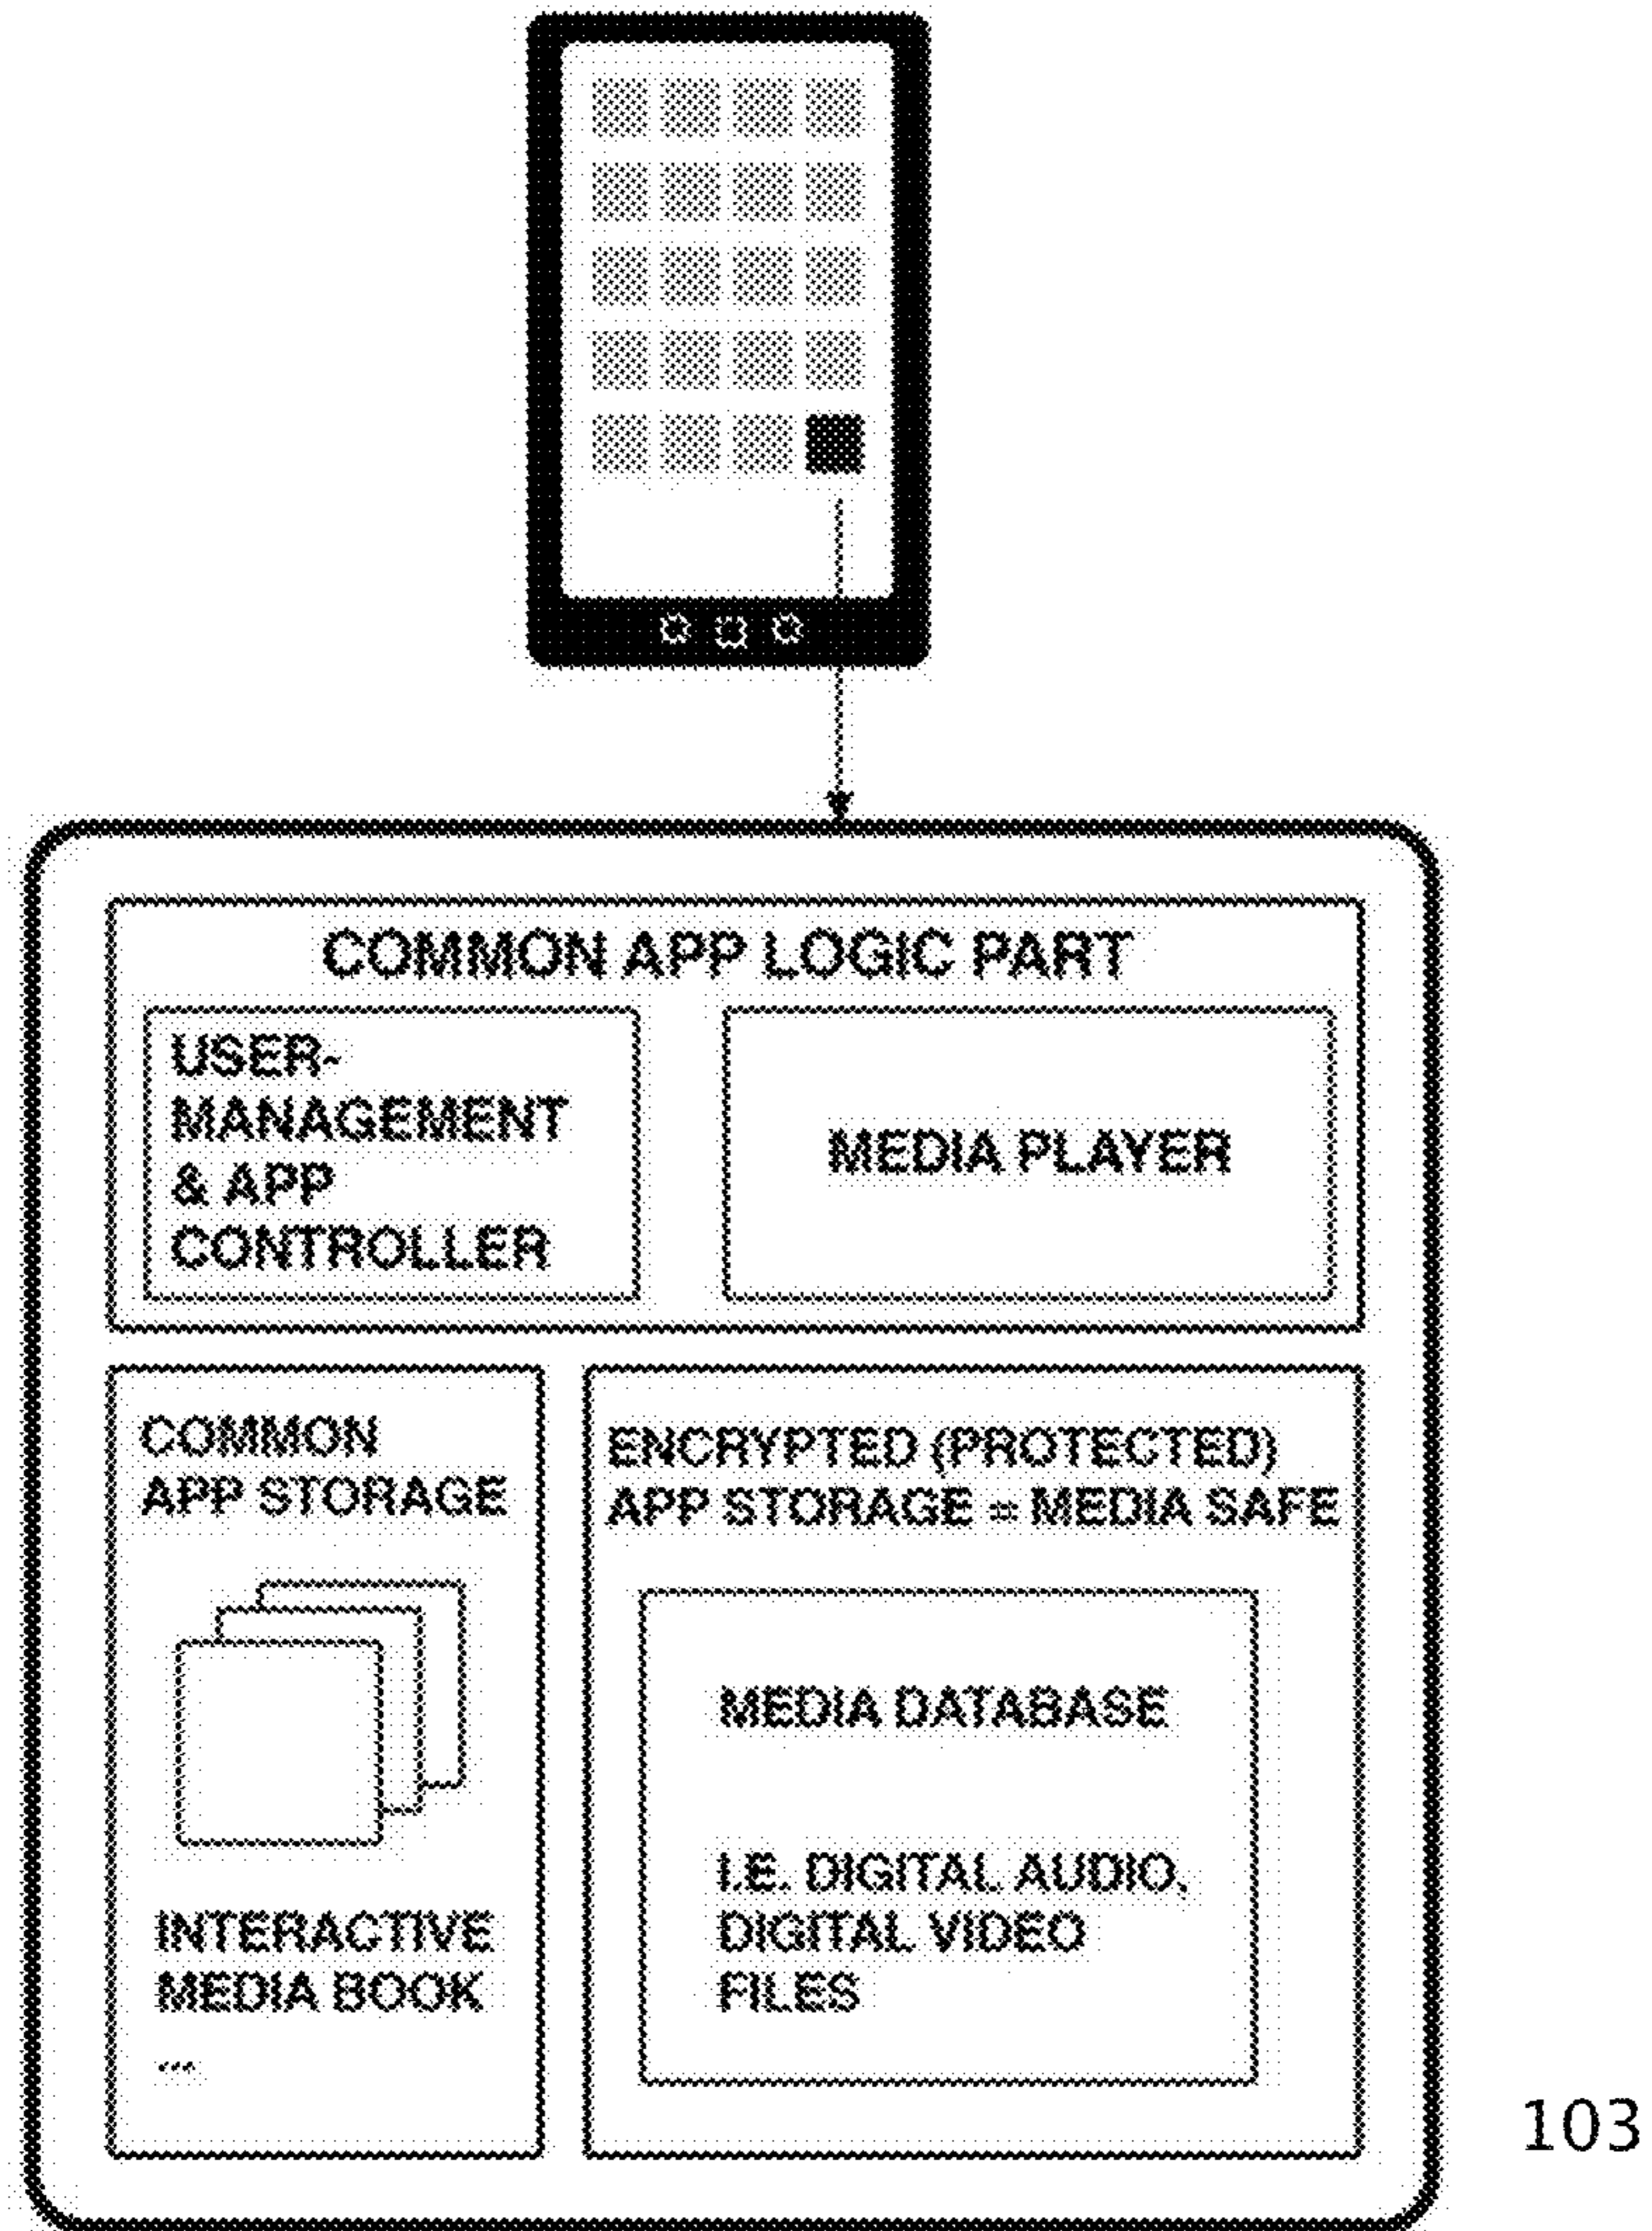 COMMON APP LOGIC PART
USER-
MANAGEMENT
& APP
CONTROLLER
MEDIA PLAYER
COMMON
APP STORAGE
INTERACTIVE
MEDIA BOOK
...
ENCRYPTED (PROTECTED)
APP STORAGE = MEDIA SAFE
MEDIA DATABASE
I.E. DIGITAL AUDIO,
DIGITAL VIDEO
FILES
103